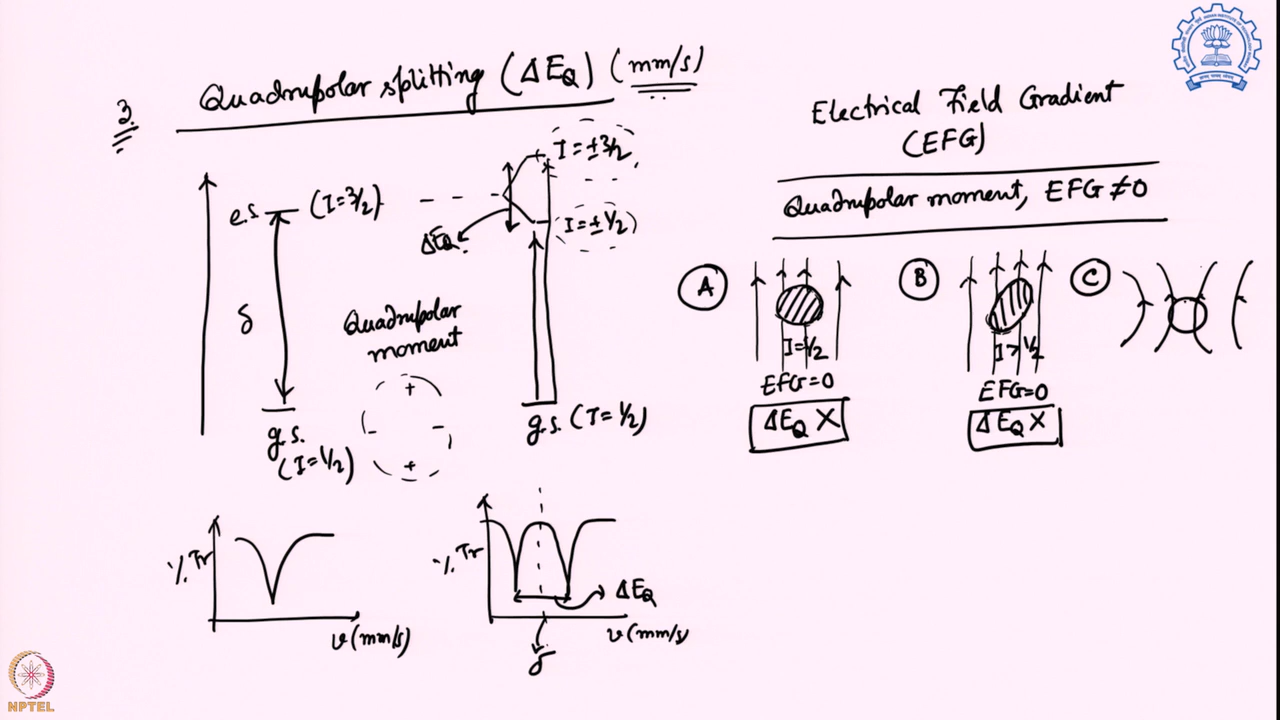 3. Quadrupolar splitting (ΔE_Q) (mm/s)
Electrical Field Gradient
(EFG)
Quadrupolar moment, EFG ≠ 0
e.s. (I=3/2)
I=±3/2
I=±1/2
ΔE_Q
δ
Quadrupolar
moment
+
- -
+
g.s.
(I=1/2)
g.s. (I=1/2)
A
I=1/2
EFG=0
ΔE_Q X
B
I>1/2
EFG=0
ΔE_Q X
C
% Tr
v(mm/s)
% Tr
ΔE_Q
v(mm/s)
δ
NPTEL